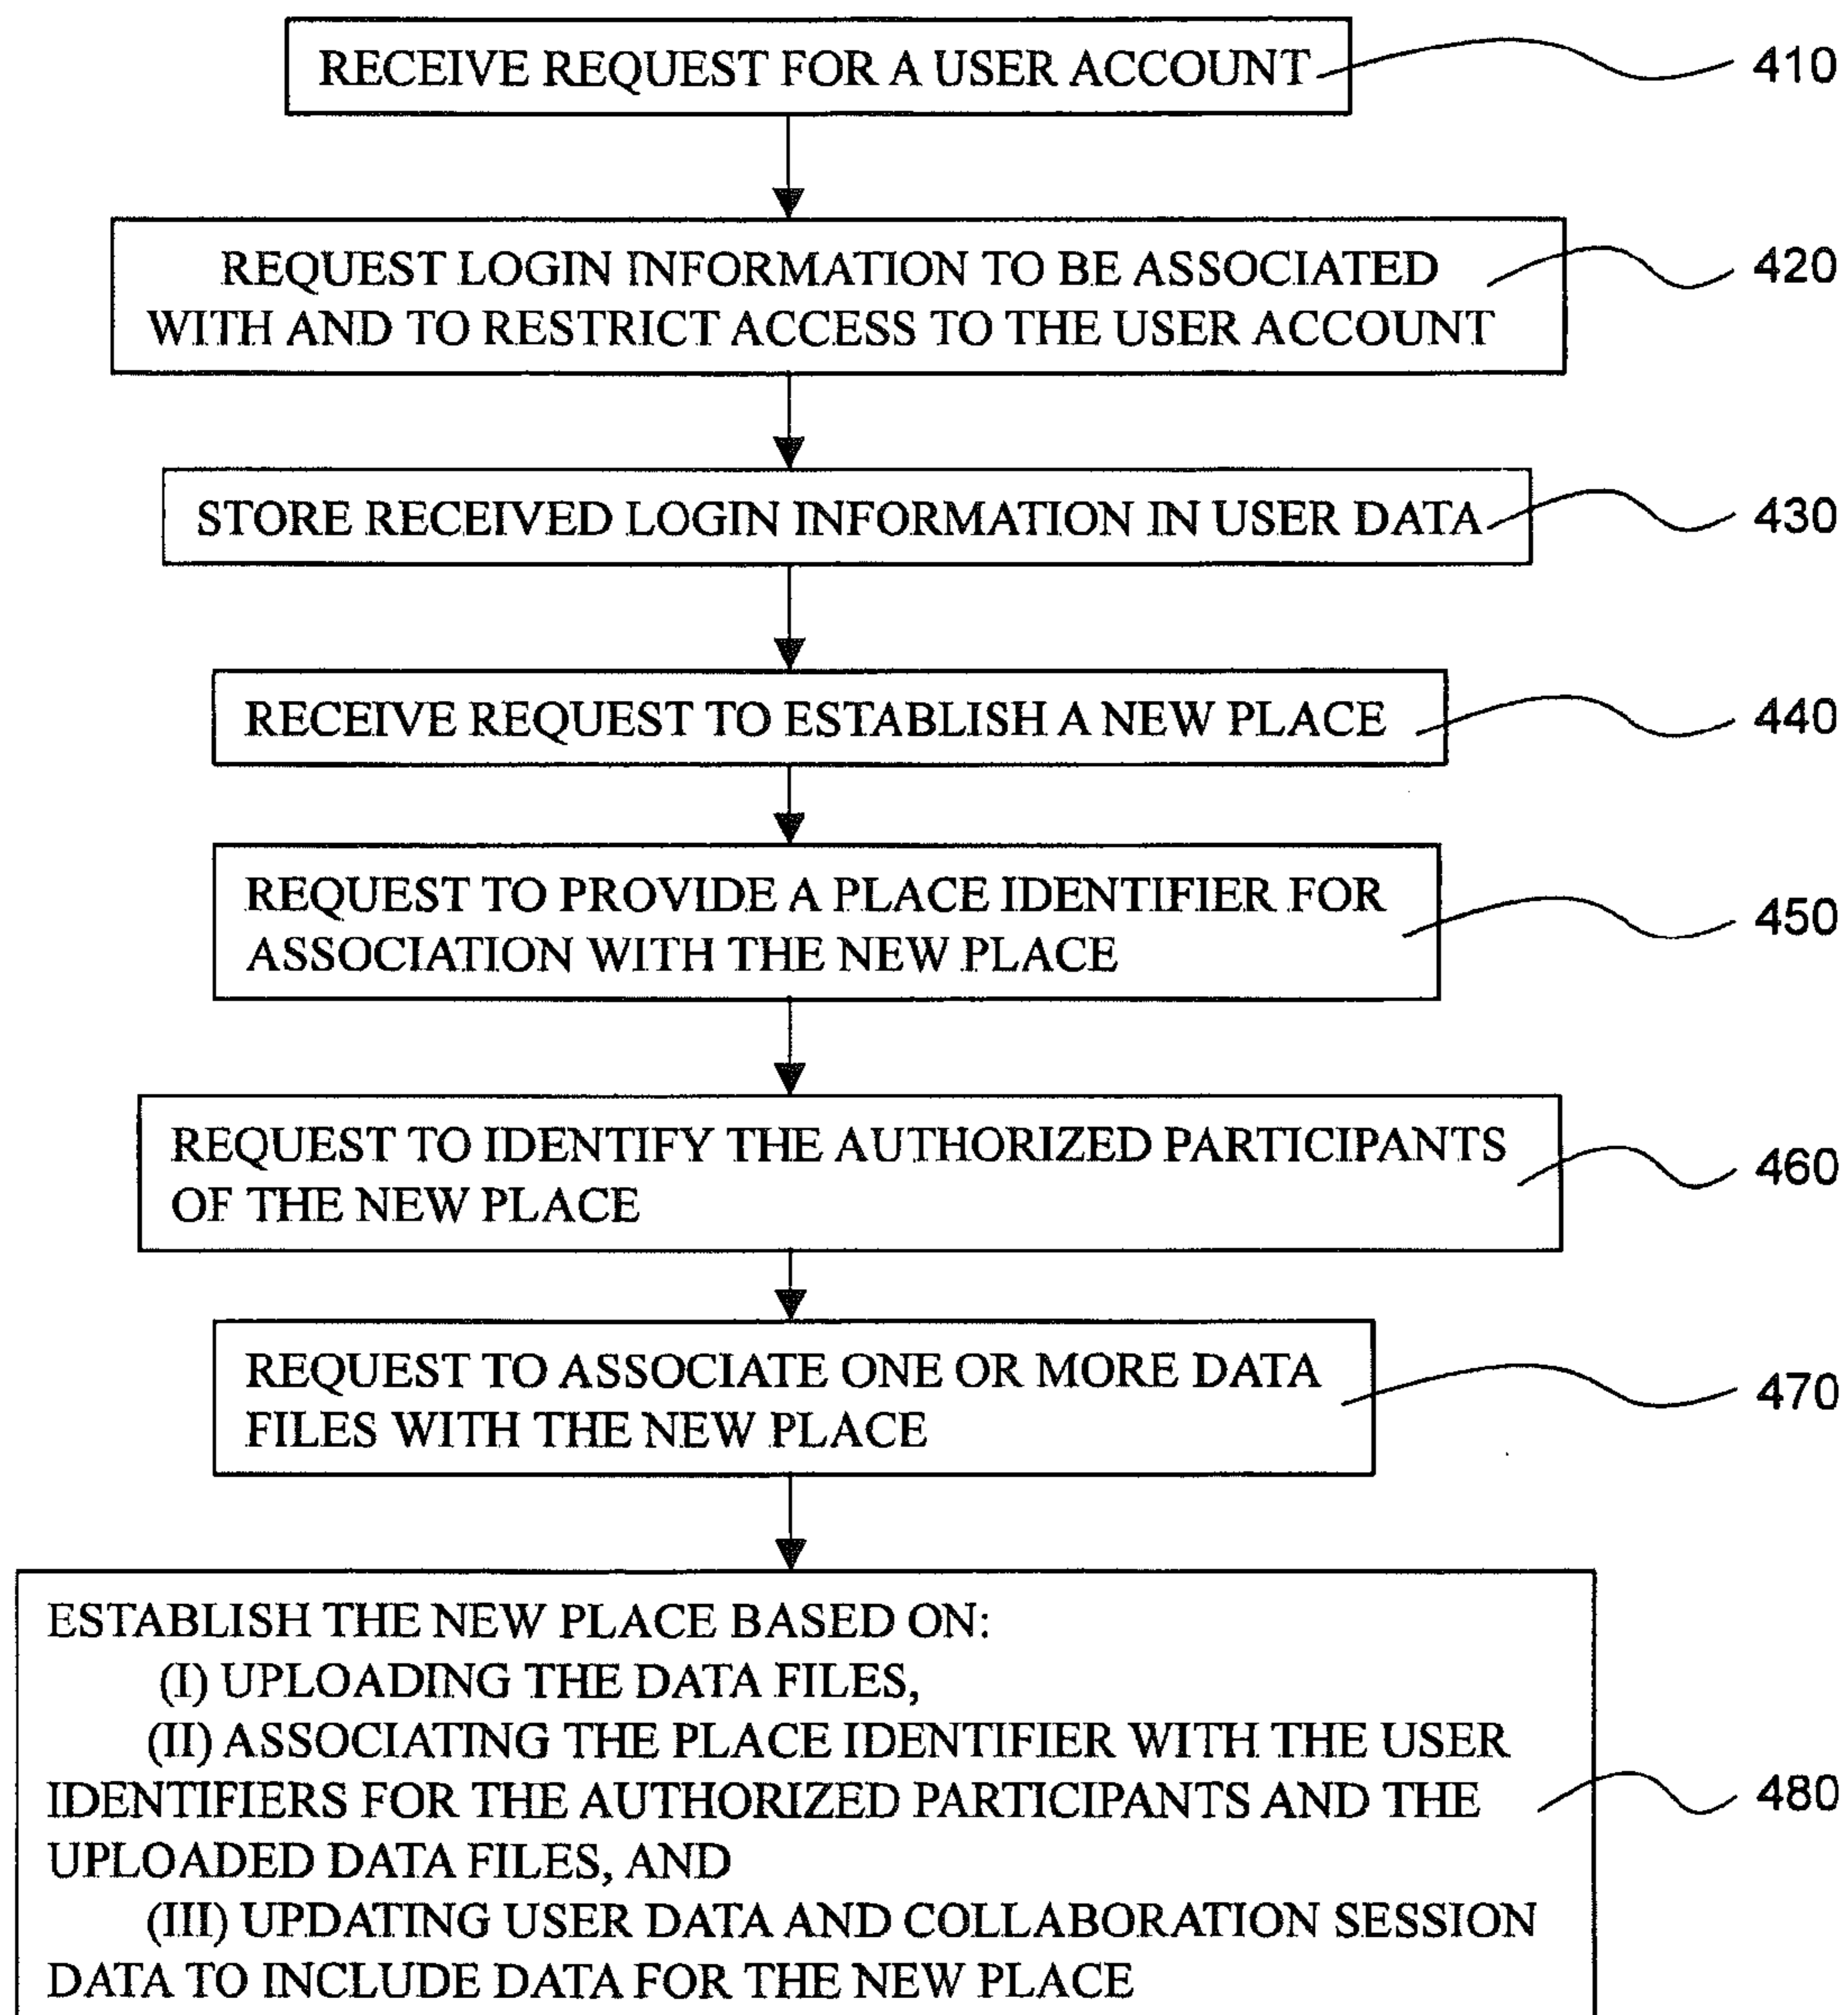 RECEIVE REQUEST FOR A USER ACCOUNT
410
REQUEST LOGIN INFORMATION TO BE ASSOCIATED
WITH AND TO RESTRICT ACCESS TO THE USER ACCOUNT
420
STORE RECEIVED LOGIN INFORMATION IN USER DATA
430
RECEIVE REQUEST TO ESTABLISH A NEW PLACE
440
REQUEST TO PROVIDE A PLACE IDENTIFIER FOR
ASSOCIATION WITH THE NEW PLACE
450
REQUEST TO IDENTIFY THE AUTHORIZED PARTICIPANTS
OF THE NEW PLACE
460
REQUEST TO ASSOCIATE ONE OR MORE DATA
FILES WITH THE NEW PLACE
470
ESTABLISH THE NEW PLACE BASED ON:
(I) UPLOADING THE DATA FILES,
(II) ASSOCIATING THE PLACE IDENTIFIER WITH THE USER
IDENTIFIERS FOR THE AUTHORIZED PARTICIPANTS AND THE
UPLOADED DATA FILES, AND
(III) UPDATING USER DATA AND COLLABORATION SESSION
DATA TO INCLUDE DATA FOR THE NEW PLACE
480